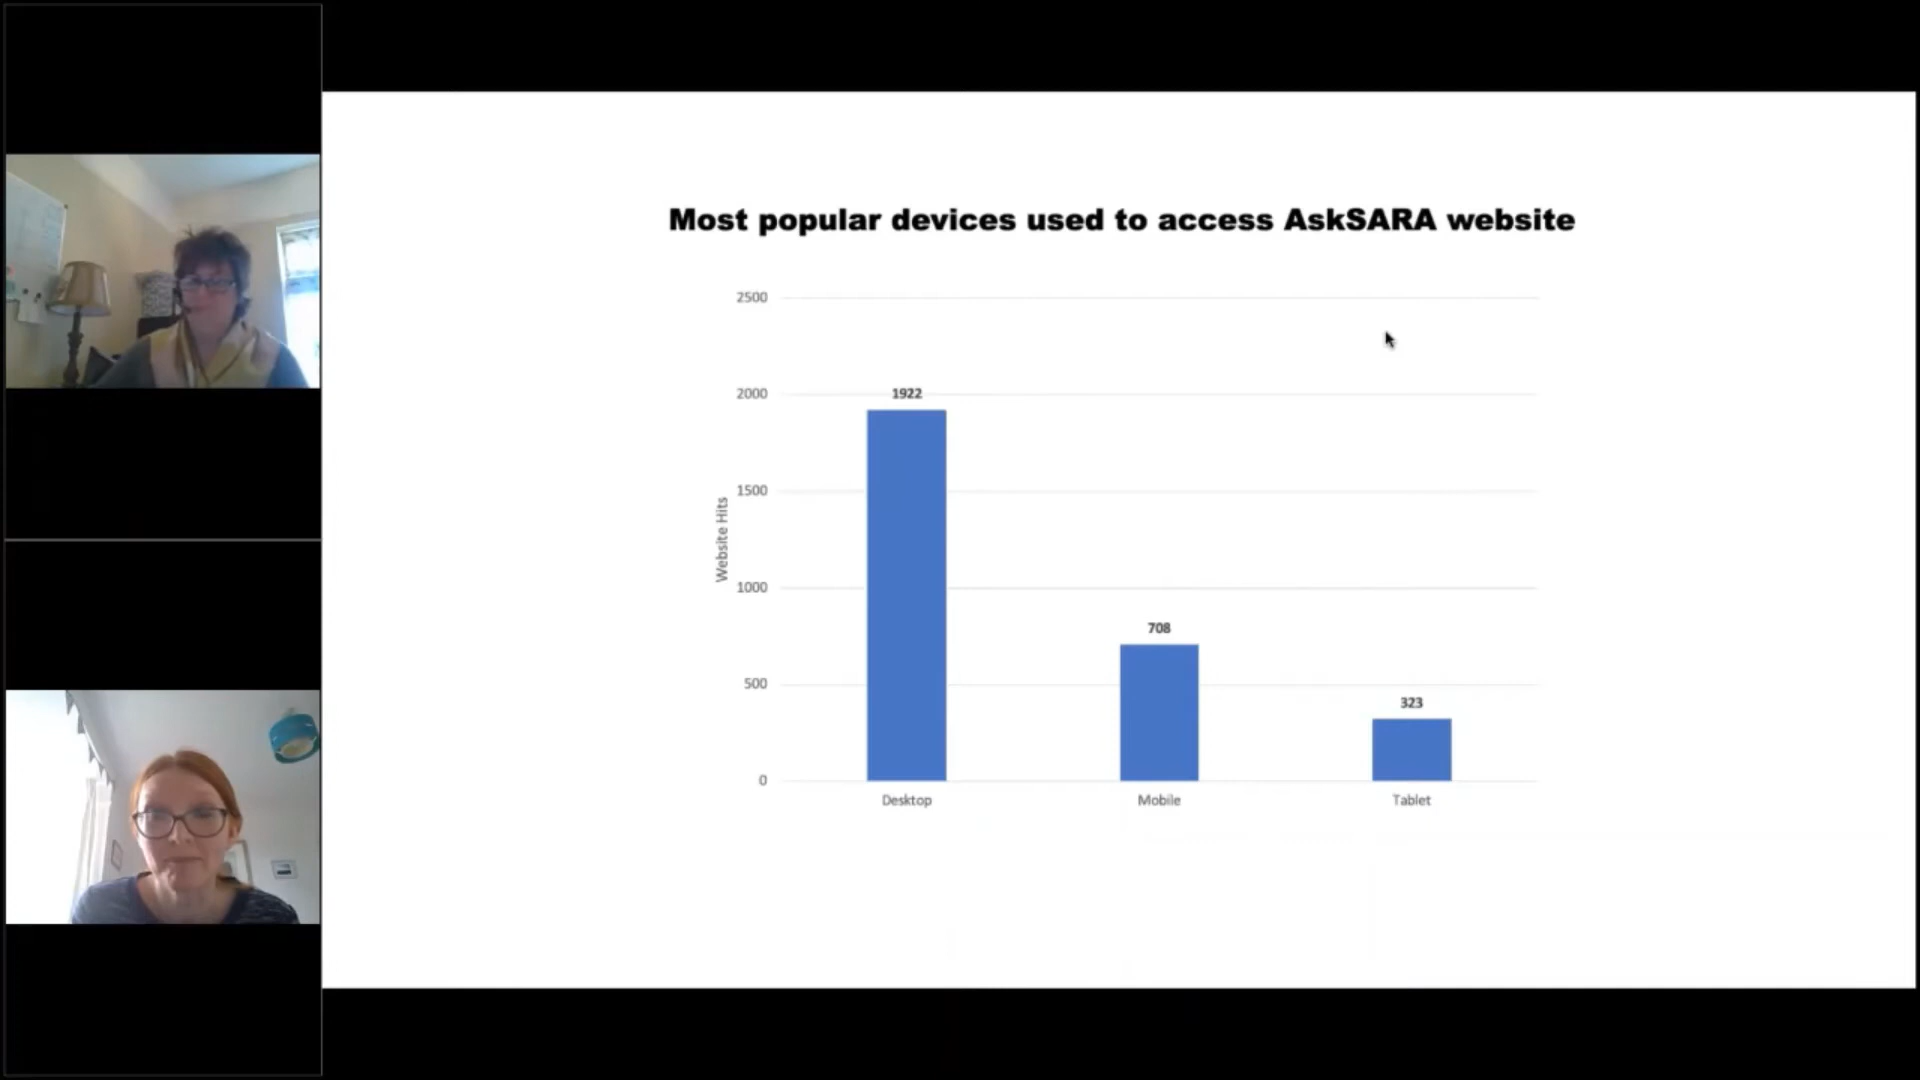 Most popular devices used to access AskSARA website
2500
2000
1500
1000
500
0
Website Hits
1922
708
323
Desktop
Mobile
Tablet